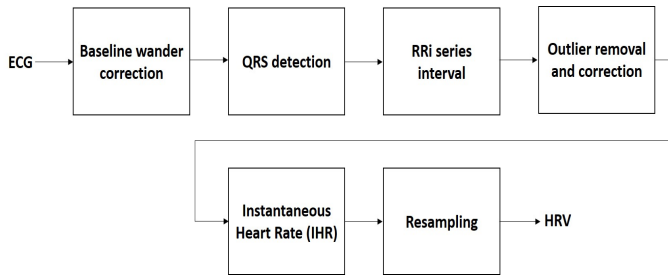 ECG
Baseline wander
correction
QRS detection
RRi series
interval
Outlier removal
and correction
Instantaneous
Heart Rate (IHR)
Resampling
HRV